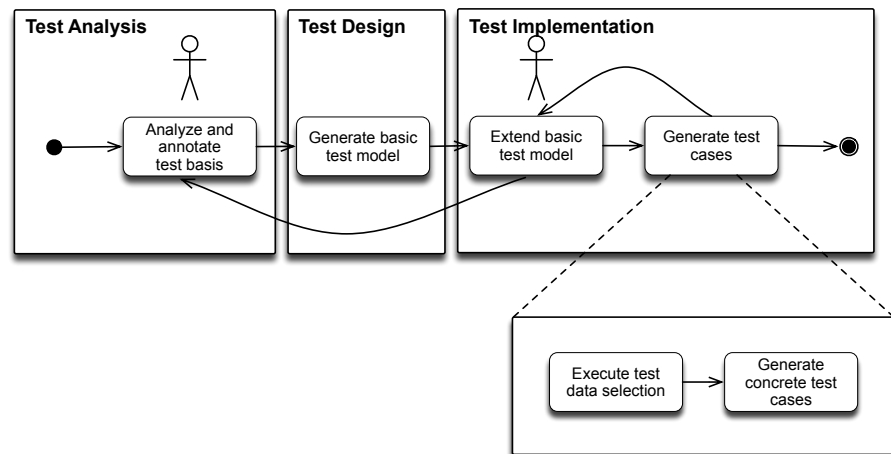 Test Analysis
Test Design
Test Implementation
Analyze and
annotate
test basis
Generate basic
test model
Extend basic
test model
Generate test
cases
Execute test
data selection
Generate
concrete test
cases